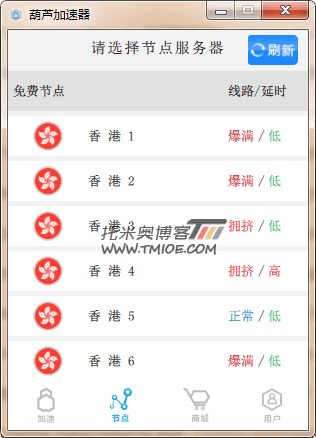 葫芦加速器
请选择节点服务器
刷新
免费节点 线路/延时
香 港 1 爆满 / 低
香 港 2 爆满 / 低
香 港 3 拥挤 / 低
托米奥博客
www.TMIOE.COM
香 港 4 拥挤 / 高
香 港 5 正常 / 低
香 港 6 爆满 / 低
加速 节点 商城 用户